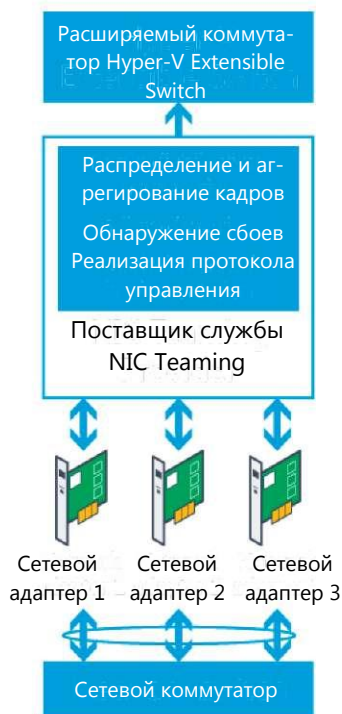 Расширяемый коммута-
тор Hyper-V Extensible
Switch
Распределение и аг-
регирование кадров
Обнаружение сбоев
Реализация протокола
управления
Поставщик службы
NIC Teaming
Сетевой адаптер 1
Сетевой адаптер 2
Сетевой адаптер 3
Сетевой коммутатор